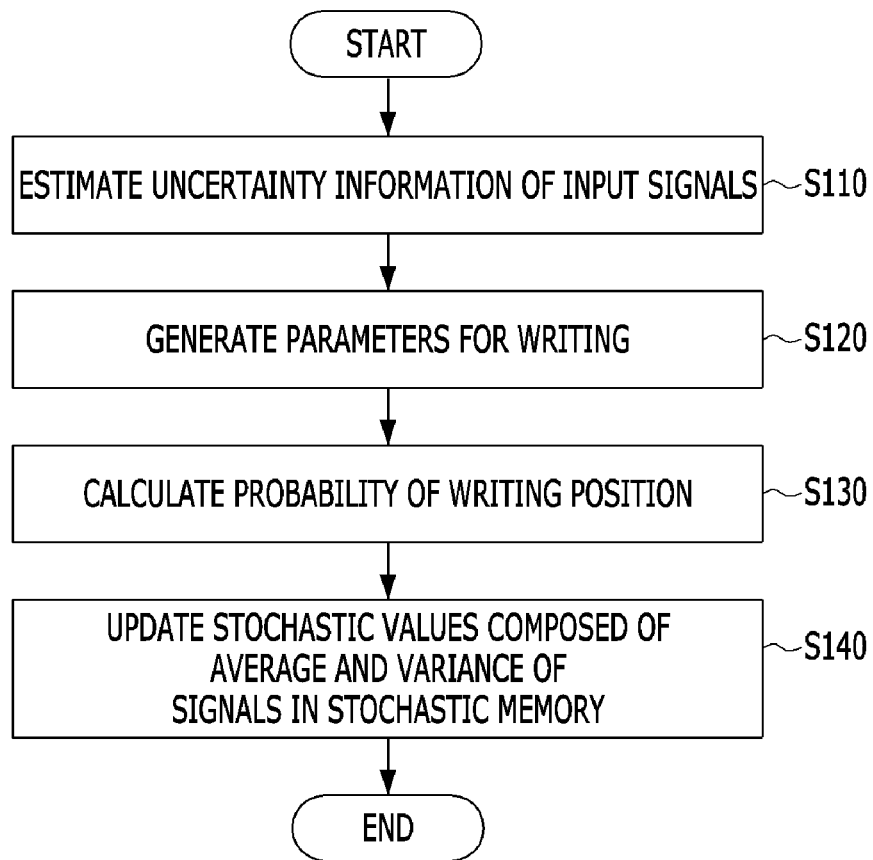 START
ESTIMATE UNCERTAINTY INFORMATION OF INPUT SIGNALS
S110
GENERATE PARAMETERS FOR WRITING
S120
CALCULATE PROBABILITY OF WRITING POSITION
S130
UPDATE STOCHASTIC VALUES COMPOSED OF
AVERAGE AND VARIANCE OF
SIGNALS IN STOCHASTIC MEMORY
S140
END